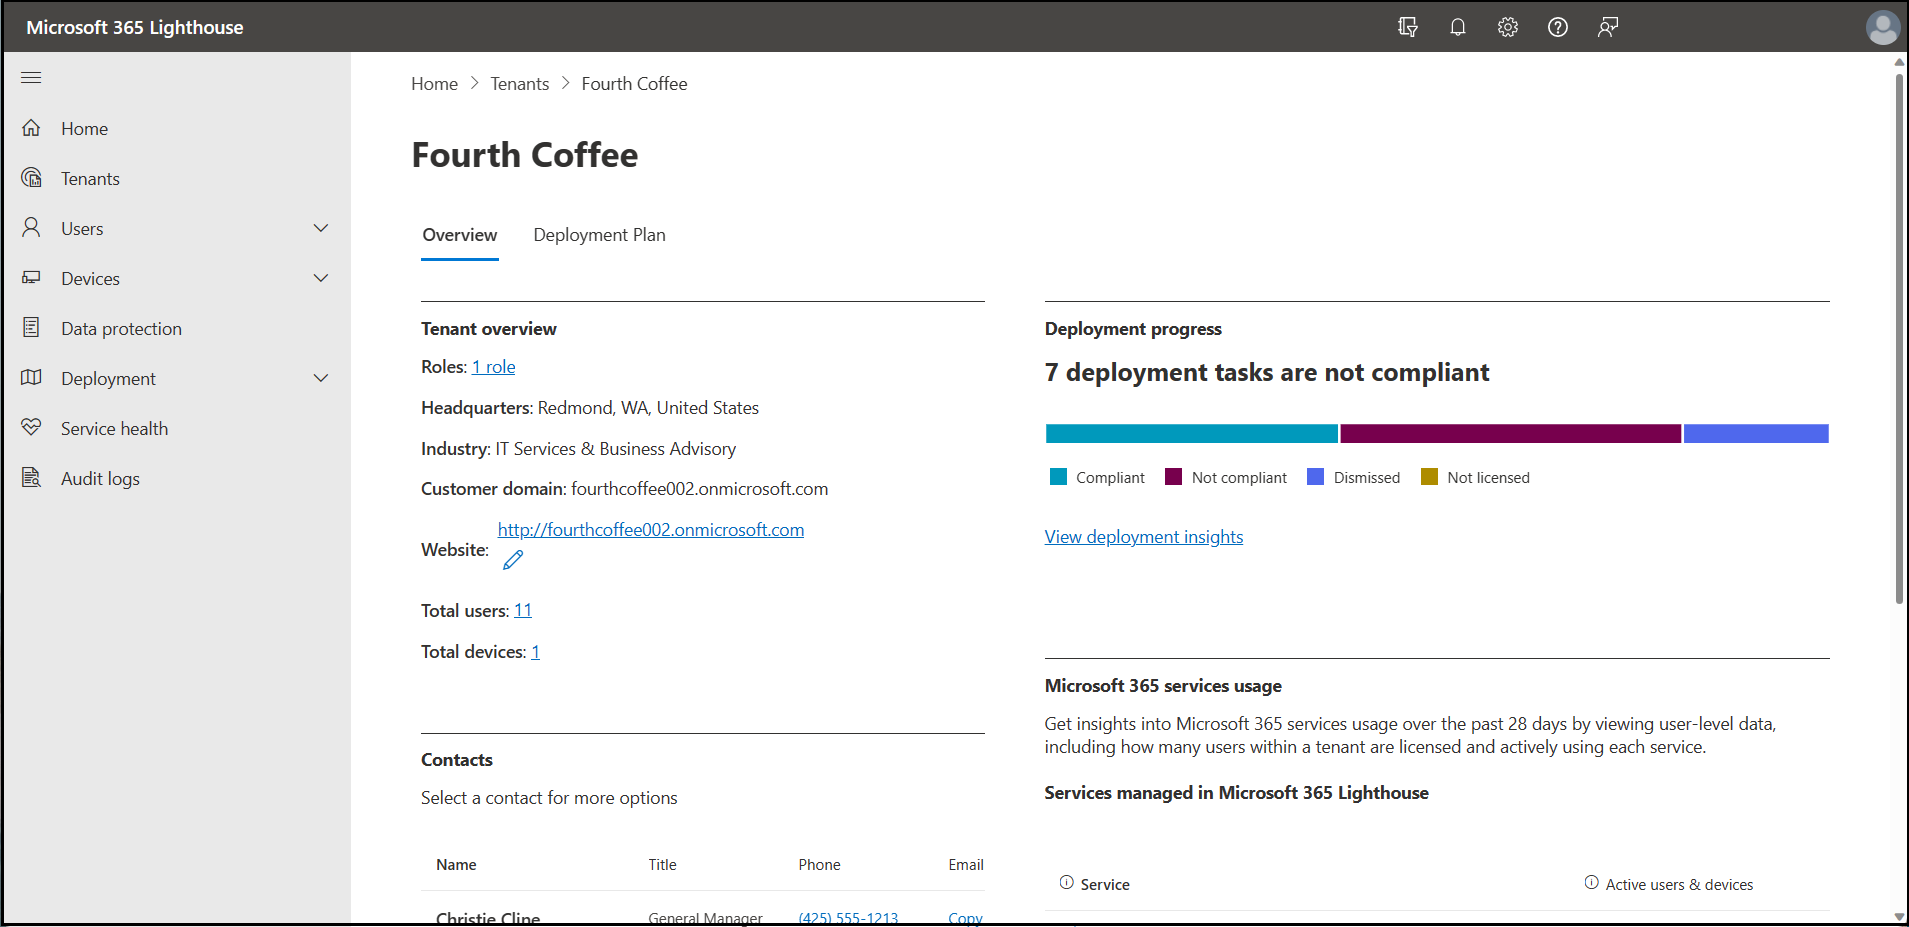 Microsoft 365 Lighthouse
Home
Tenants
Users
Devices
Data protection
Deployment
Service health
Audit logs
Home > Tenants > Fourth Coffee
Fourth Coffee
Overview Deployment Plan
Tenant overview
Roles: 1 role
Headquarters: Redmond, WA, United States
Industry: IT Services & Business Advisory
Customer domain: fourthcoffee002.onmicrosoft.com
Website: http://fourthcoffee002.onmicrosoft.com
Total users: 11
Total devices: 1
Contacts
Select a contact for more options
Name Title Phone Email
Christie Cline General Manager (425) 555-1213 Copy
Deployment progress
7 deployment tasks are not compliant
Compliant Not compliant Dismissed Not licensed
View deployment insights
Microsoft 365 services usage
Get insights into Microsoft 365 services usage over the past 28 days by viewing user-level data,
including how many users within a tenant are licensed and actively using each service.
Services managed in Microsoft 365 Lighthouse
Service Active users & devices